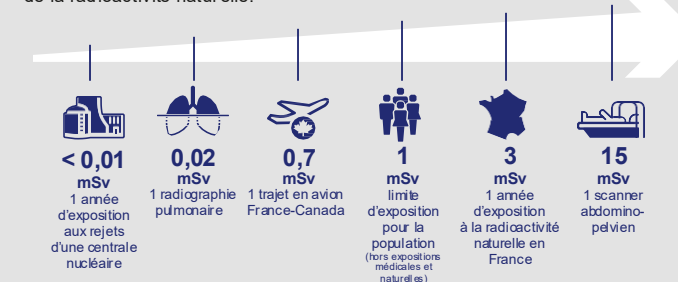 de la radioactivité naturelle.
< 0,01
mSv
1 année
d'exposition
aux rejets
d'une centrale
nucléaire
0,02
mSv
1 radiographie
pulmonaire
0,7
mSv
1 trajet en avion
France-Canada
1
mSv
limite
d'exposition
pour la
population
(hors expositions
médicales et
naturelles)
3
mSv
1 année
d'exposition
à la radioactivité
naturelle en
France
15
mSv
1 scanner
abdomino-
pelvien